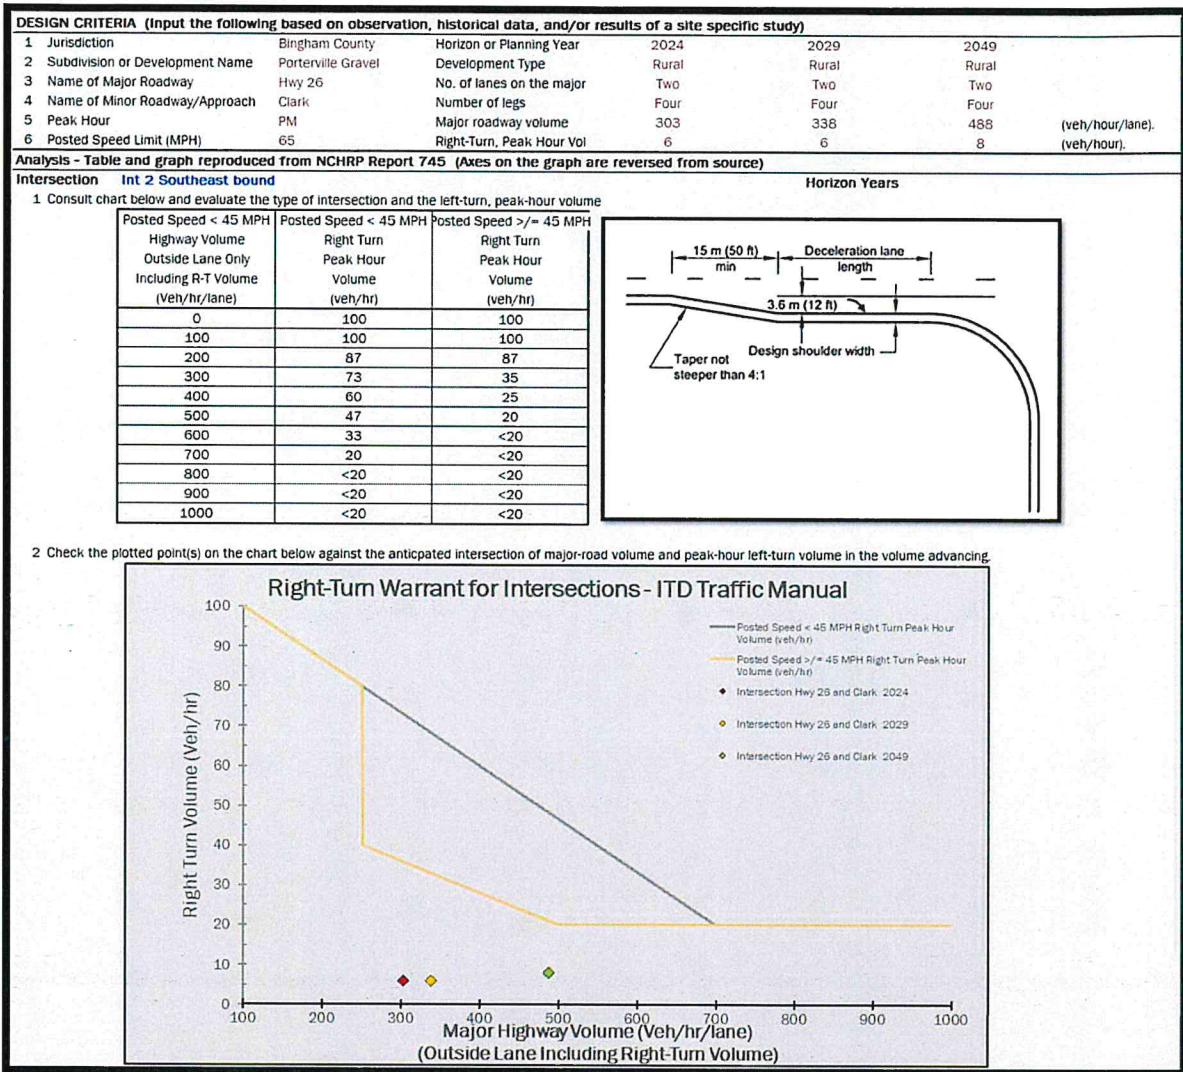 DESIGN CRITERIA (Input the following based on observation, historical data, and/or results of a site specific study)
1 Jurisdiction Bingham County Horizon or Planning Year 2024 2029 2049
2 Subdivision or Development Name Porterville Gravel Development Type Rural Rural Rural
3 Name of Major Roadway Hwy 26 No. of lanes on the major Two Two Two
4 Name of Minor Roadway/Approach Clark Number of legs Four Four Four
5 Peak Hour PM Major roadway volume 303 338 488 (veh/hour/lane).
6 Posted Speed Limit (MPH) 65 Right-Turn, Peak Hour Vol 6 6 8 (veh/hour).
Analysis - Table and graph reproduced from NCHRP Report 745 (Axes on the graph are reversed from source)
Intersection Int 2 Southeast bound Horizon Years
1 Consult chart below and evaluate the type of intersection and the left-turn, peak-hour volume
Posted Speed < 45 MPH Posted Speed < 45 MPH Posted Speed >/= 45 MPH
Highway Volume Right Turn Right Turn
Outside Lane Only Peak Hour Peak Hour
Including R-T Volume Volume Volume
(Veh/hr/lane) (veh/hr) (veh/hr)
0 100 100
100 100 100
200 87 87
300 73 35
400 60 25
500 47 20
600 33 <20
700 20 <20
800 <20 <20
900 <20 <20
1000 <20 <20
15 m (50 ft) Deceleration lane
min length
3.6 m (12 ft)
Design shoulder width
Taper not
steeper than 4:1
2 Check the plotted point(s) on the chart below against the anticpated intersection of major-road volume and peak-hour left-turn volume in the volume advancing.
Right-Turn Warrant for Intersections - ITD Traffic Manual
Posted Speed < 45 MPH Right Turn Peak Hour
Volume (veh/hr)
Posted Speed >/= 45 MPH Right Turn Peak Hour
Volume (veh/hr)
Intersection Hwy 26 and Clark 2024
Intersection Hwy 26 and Clark 2029
Intersection Hwy 26 and Clark 2049
Right Turn Volume (Veh/hr)
100
90
80
70
60
50
40
30
20
10
0
100 200 300 400 500 600 700 800 900 1000
Major Highway Volume (Veh/hr/lane)
(Outside Lane Including Right-Turn Volume)